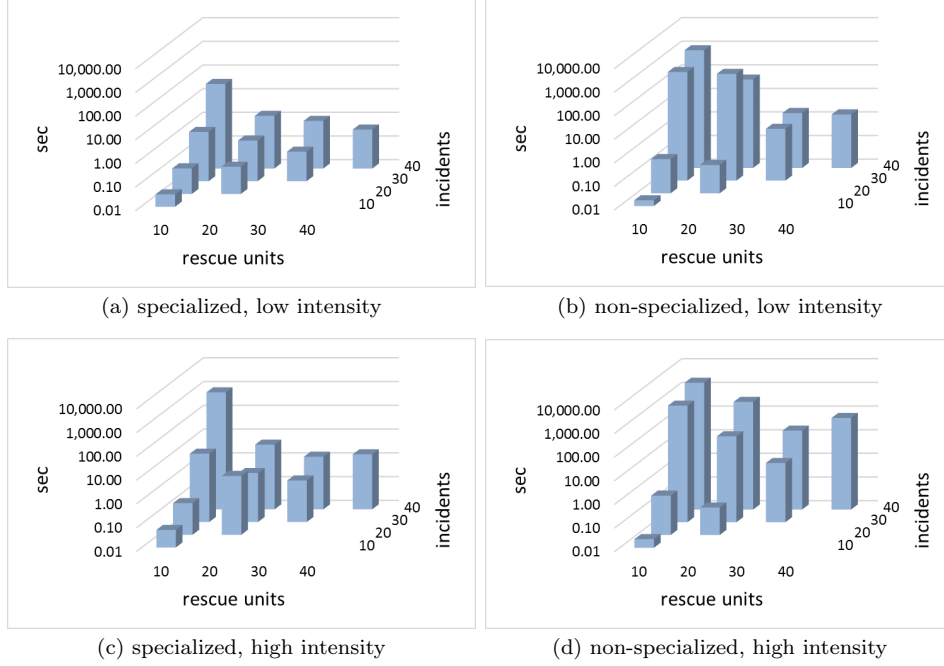 10,000.00
1,000.00
100.00
10.00
1.00
0.10
0.01
sec
10 20 30 40
rescue units
10
20
30
40
incidents
(a) specialized, low intensity
10,000.00
1,000.00
100.00
10.00
1.00
0.10
0.01
sec
10 20 30 40
rescue units
10
20
30
40
incidents
(b) non-specialized, low intensity
10,000.00
1,000.00
100.00
10.00
1.00
0.10
0.01
sec
10 20 30 40
rescue units
10
20
30
40
incidents
(c) specialized, high intensity
10,000.00
1,000.00
100.00
10.00
1.00
0.10
0.01
sec
10 20 30 40
rescue units
10
20
30
40
incidents
(d) non-specialized, high intensity